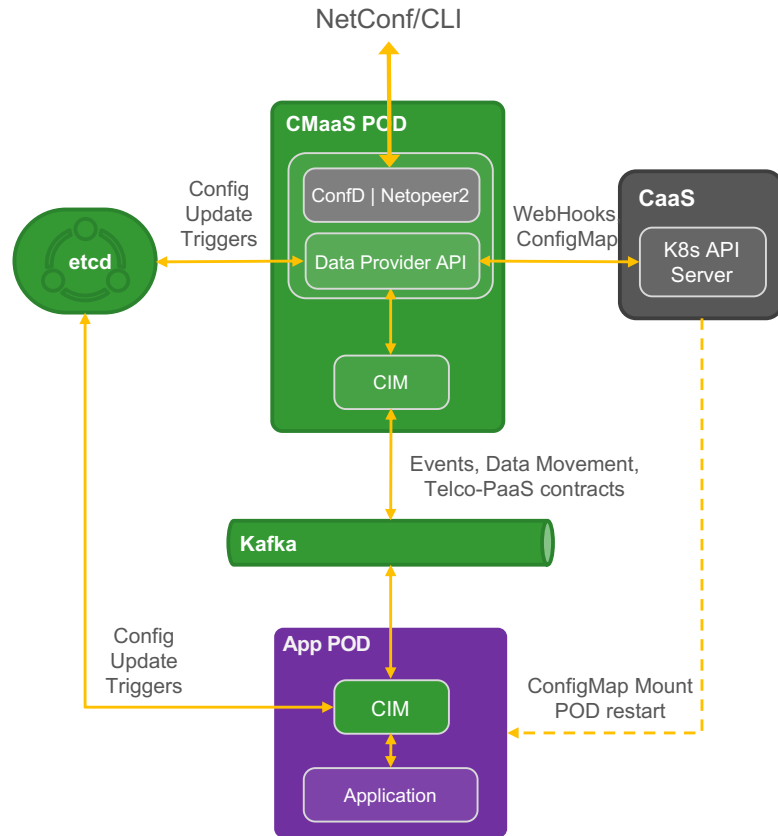 NetConf/CLI
CMaaS POD
ConfD | Netopeer2
Config
Update
Triggers
WebHooks,
ConfigMap
CaaS
etcd
Data Provider API
K8s API
Server
CIM
Events, Data Movement,
Telco-PaaS contracts
Kafka
App POD
Config
Update
Triggers
CIM
ConfigMap Mount
POD restart
Application